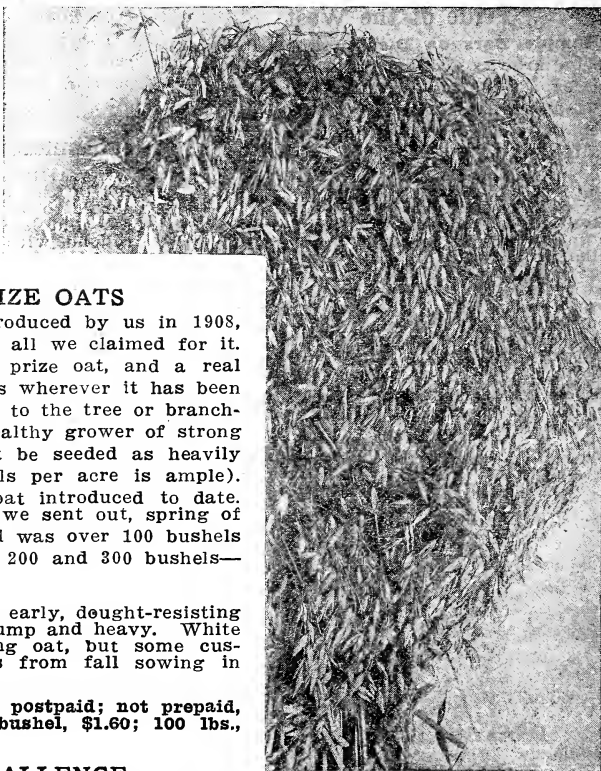 IZE OATS
roduced by us in 1908,
all we claimed for it.
prize oat, and a real
s wherever it has been
to the tree or branch-
ealthy grower of strong
t be seeded as heavily
ls per acre is ample).
oat introduced to date.
we sent out, spring of
l was over 100 bushels
200 and 300 bushels—
early, dought-resisting
ump and heavy. White
ng oat, but some cus-
s from fall sowing in
postpaid; not prepaid,
bushel, $1.60; 100 lbs.,
ALLENGE